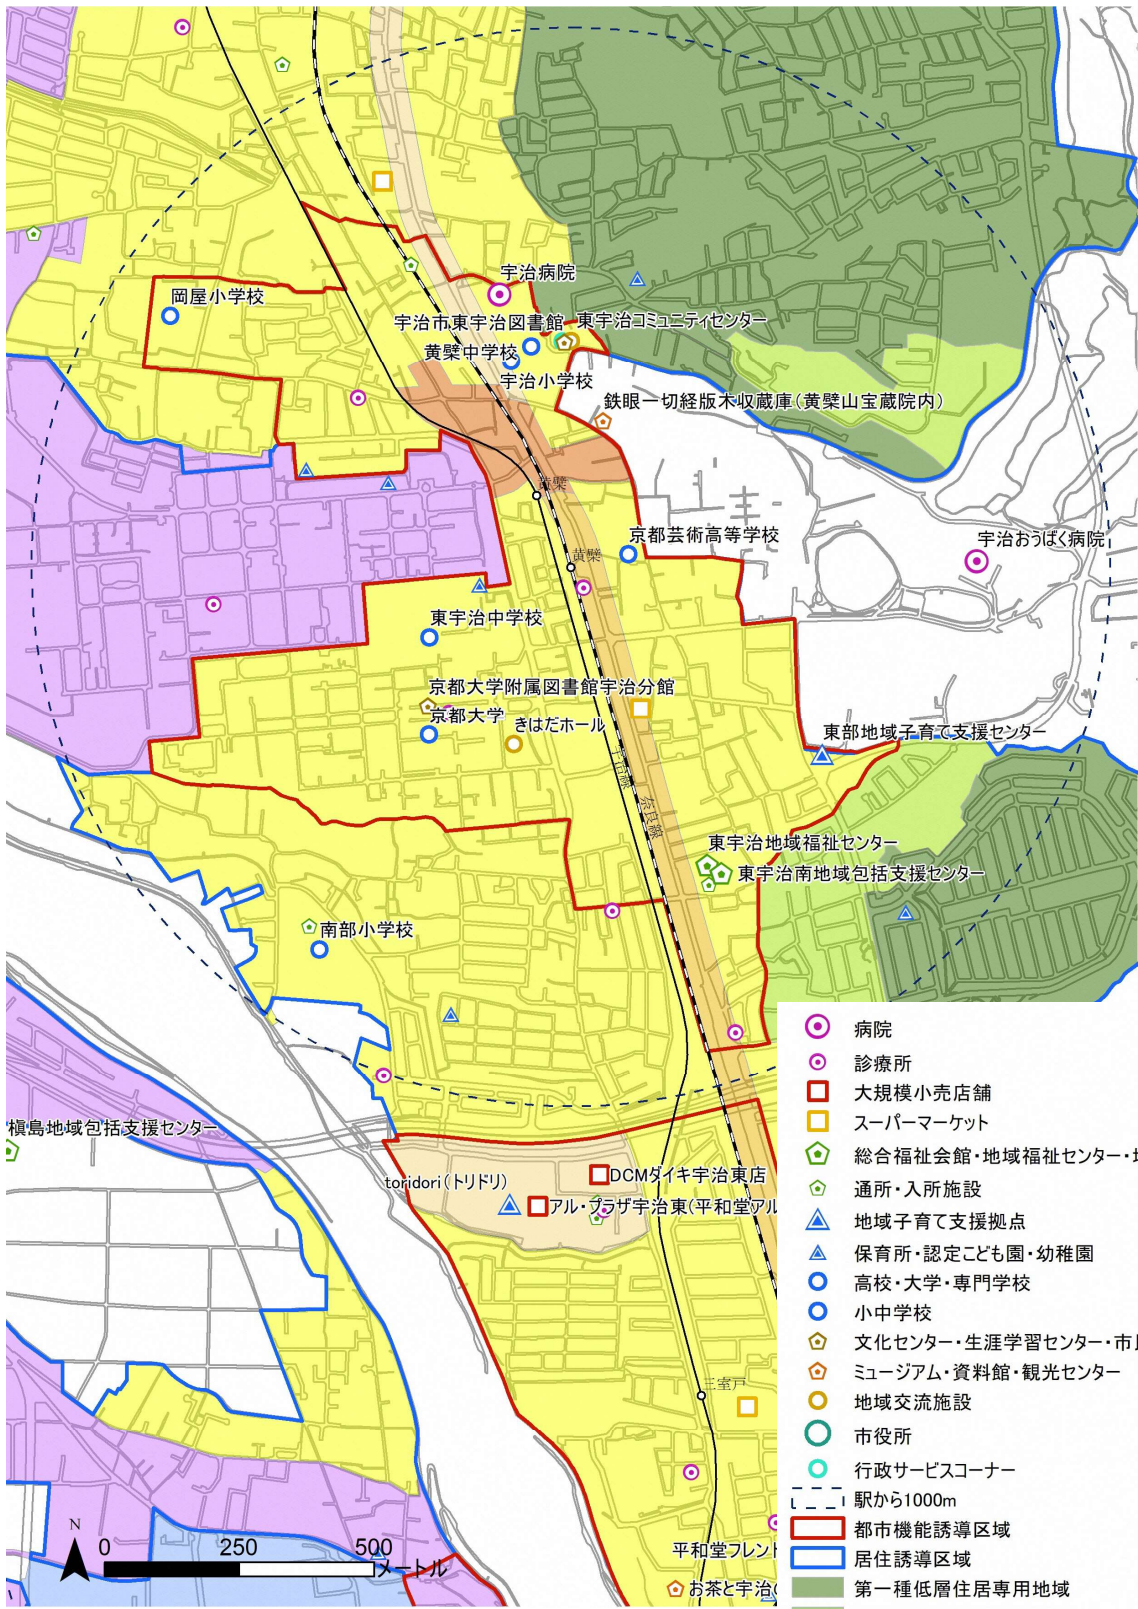 宇治病院
岡屋小学校
宇治市東宇治図書館
東宇治コミュニティセンター
黄檗中学校
宇治小学校
鉄眼一切経版木収蔵庫(黄檗山宝蔵院内)
黄檗
京都芸術高等学校
宇治おうばく病院
黄檗
東宇治中学校
京都大学附属図書館宇治分館
京都大学
きはだホール
東部地域子育て支援センター
宇治線
奈良線
東宇治地域福祉センター
東宇治南地域包括支援センター
南部小学校
槇島地域包括支援センター
toridori(トリドリ)
DCMダイキ宇治東店
アル・プラザ宇治東(平和堂アル
三室戸
平和堂フレント
お茶と宇治
N
0 250 500
メートル
病院
診療所
大規模小売店舗
スーパーマーケット
総合福祉会館・地域福祉センター・
通所・入所施設
地域子育て支援拠点
保育所・認定こども園・幼稚園
高校・大学・専門学校
小中学校
文化センター・生涯学習センター・市
ミュージアム・資料館・観光センター
地域交流施設
市役所
行政サービスコーナー
駅から1000m
都市機能誘導区域
居住誘導区域
第一種低層住居専用地域